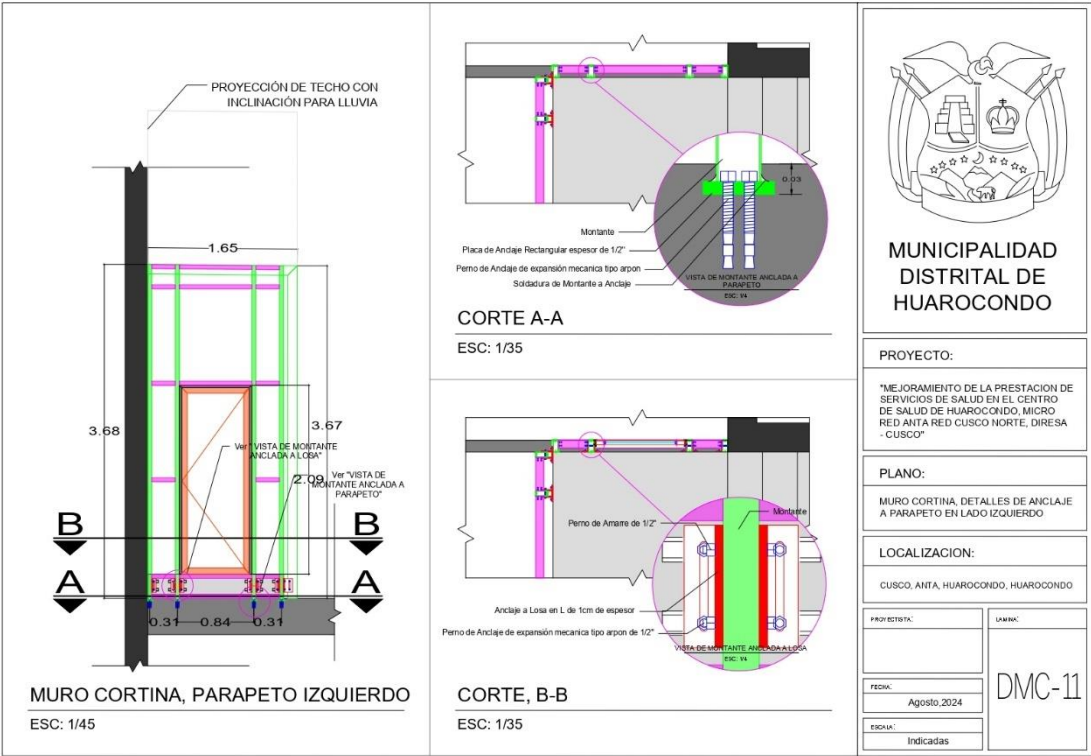 PROYECCIÓN DE TECHO CON
INCLINACIÓN PARA LLUVIA
1.65
3.68
3.67
2.09
Ver " VISTA DE MONTANTE
ANCLADA A LOSA"
Ver "VISTA DE
MONTANTE ANCLADA A
PARAPETO"
B B
A A
0.31 0.84 0.31
MURO CORTINA, PARAPETO IZQUIERDO
ESC: 1/45
0.03
Montante
Placa de Anclaje Rectangular espesor de 1/2"
Perno de Anclaje de expansión mecanica tipo arpon
Soldadura de Montante a Anclaje
VISTA DE MONTANTE ANCLADA A
PARAPETO
ESC: 1/4
CORTE A-A
ESC: 1/35
Montante
Perno de Amarre de 1/2"
Anclaje a Losa en L de 1cm de espesor
Perno de Anclaje de expansión mecanica tipo arpon de 1/2"
VISTA DE MONTANTE ANCLADA A LOSA
ESC: 1/4
CORTE, B-B
ESC: 1/35
MUNICIPALIDAD
DISTRITAL DE
HUAROCONDO
PROYECTO:
"MEJORAMIENTO DE LA PRESTACION DE
SERVICIOS DE SALUD EN EL CENTRO
DE SALUD DE HUAROCONDO, MICRO
RED ANTA RED CUSCO NORTE, DIRESA
- CUSCO"
PLANO:
MURO CORTINA, DETALLES DE ANCLAJE
A PARAPETO EN LADO IZQUIERDO
LOCALIZACION:
CUSCO, ANTA, HUAROCONDO, HUAROCONDO
PROYECTISTA:
LAMINA:
FECHA:
Agosto,2024
DMC-11
ESCALA:
Indicadas